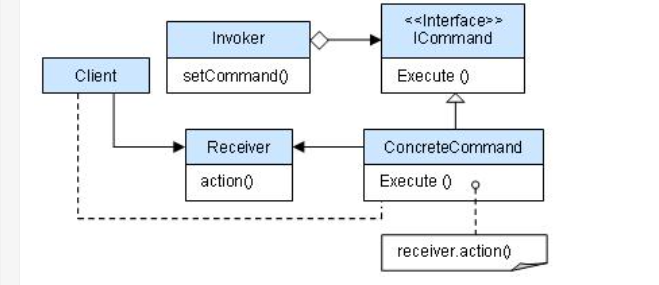 <<Interface>>
Invoker
ICommand
Client
setCommand()
Execute ()
Receiver
ConcreteCommand
action()
Execute ()
receiver.action()